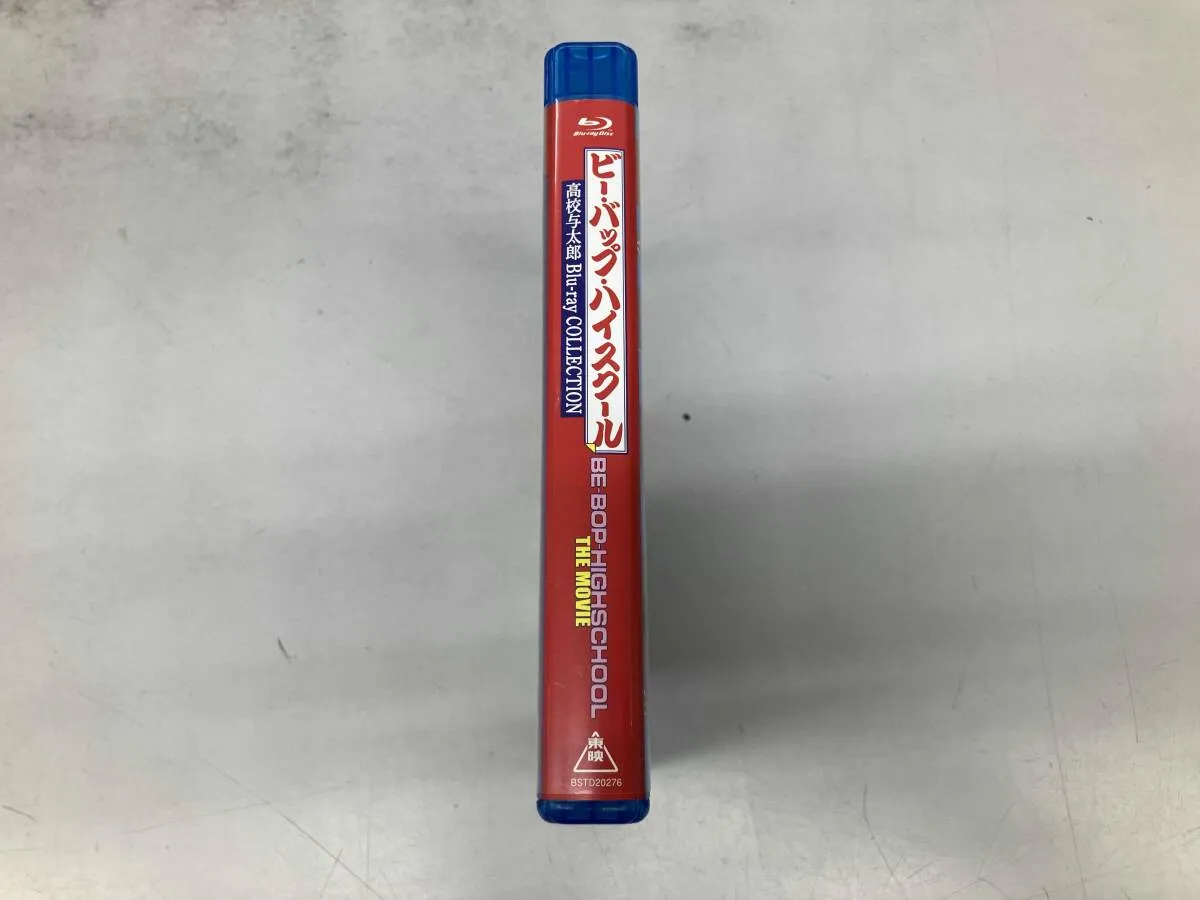 Blu-ray Disc
ビー・バップ・ハイスクール
高校与太郎 Blu-ray COLLECTION
BE-BOP-HIGHSCHOOL
THE MOVIE
東映
BSTD20276